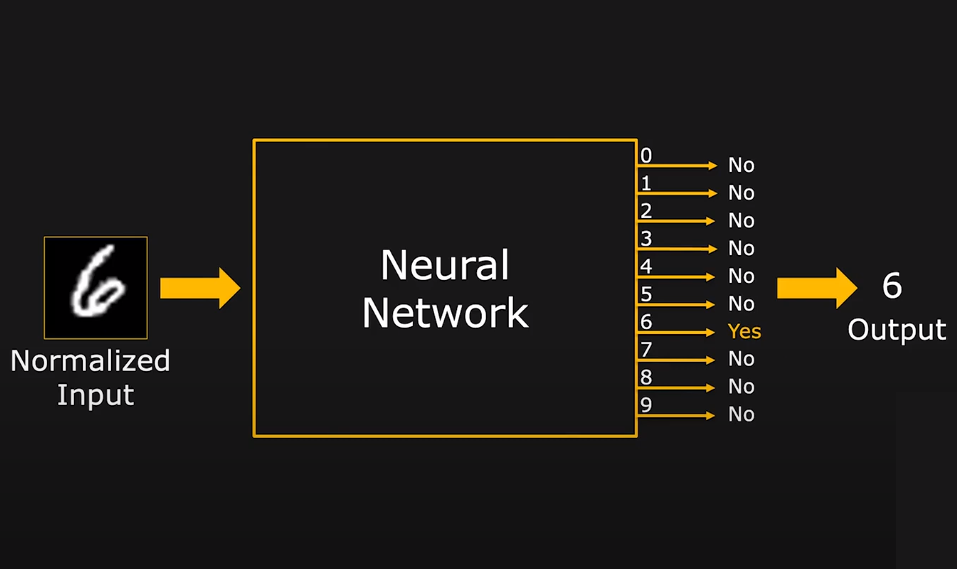 6
Normalized
Input
Neural
Network
0 No
1 No
2 No
3 No
4 No
5 No
6 Yes
7 No
8 No
9 No
6
Output